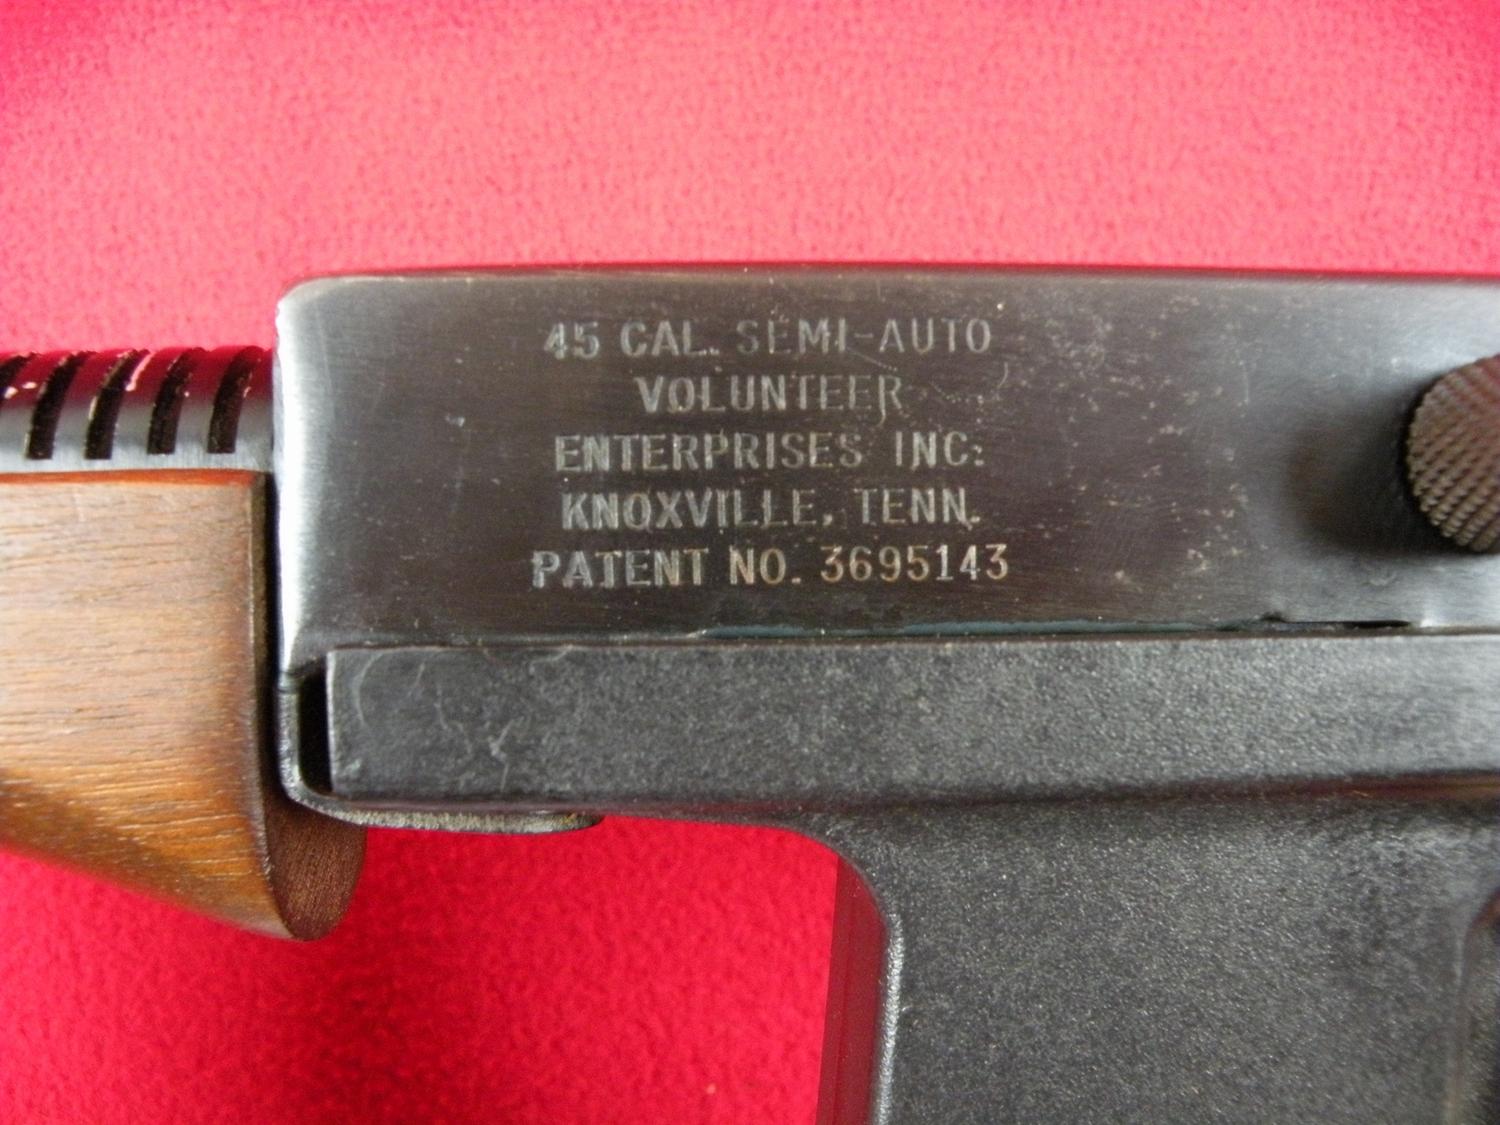 45 CAL. SEMI-AUTO
VOLUNTEER
ENTERPRISES INC.
KNOXVILLE, TENN.
PATENT NO. 3695143